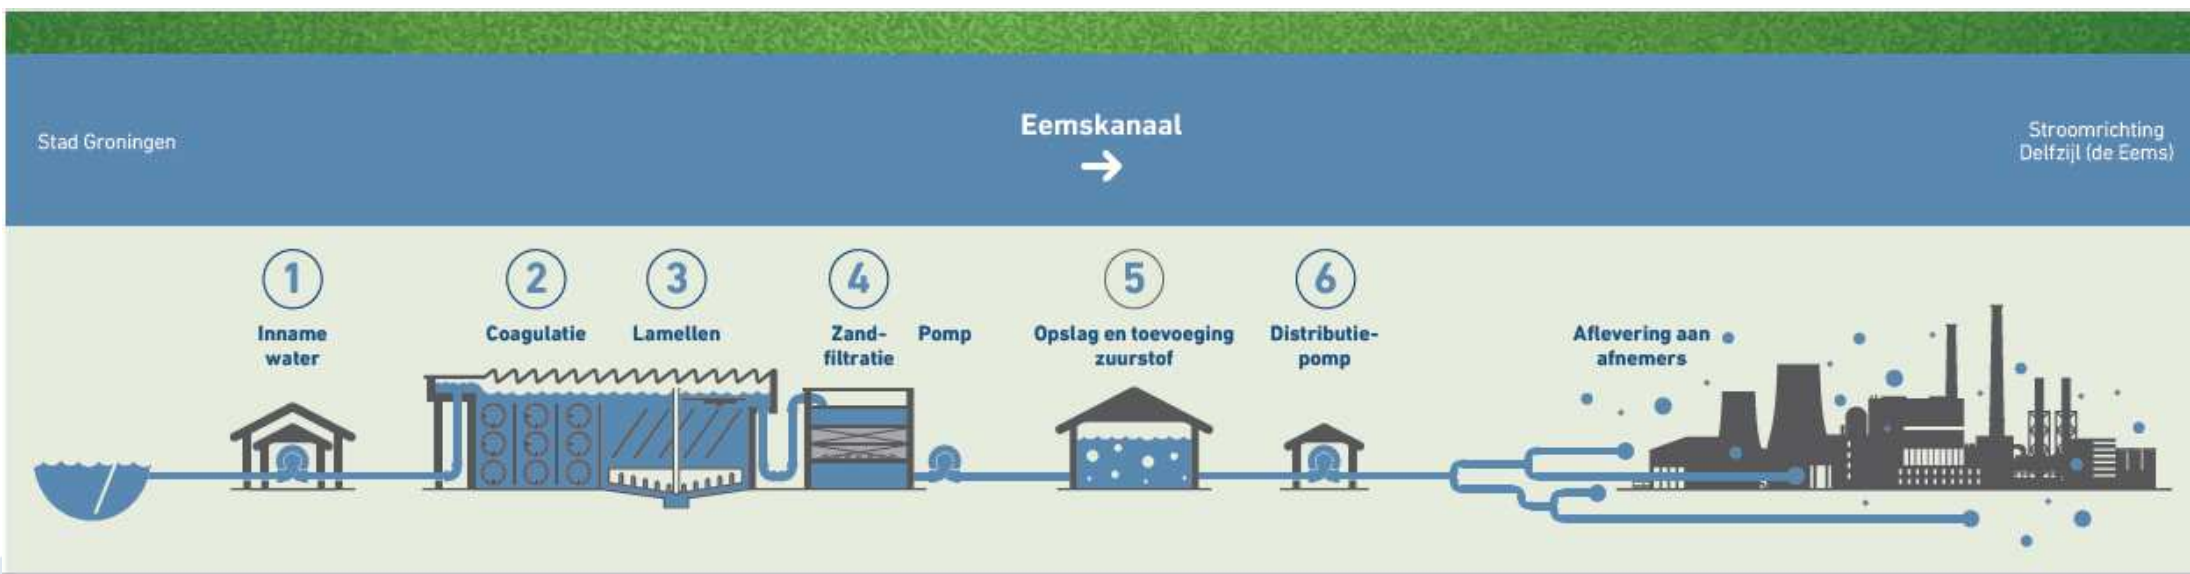 Stad Groningen
Eemskanaal
→
Stroomrichting
Delfzijl (de Eems)
1
Inname
water
2
Coagulatie
3
Lamellen
4
Zand-
filtratie
Pomp
5
Opslag en toevoeging
zuurstof
6
Distributie-
pomp
Aflevering aan
afnemers